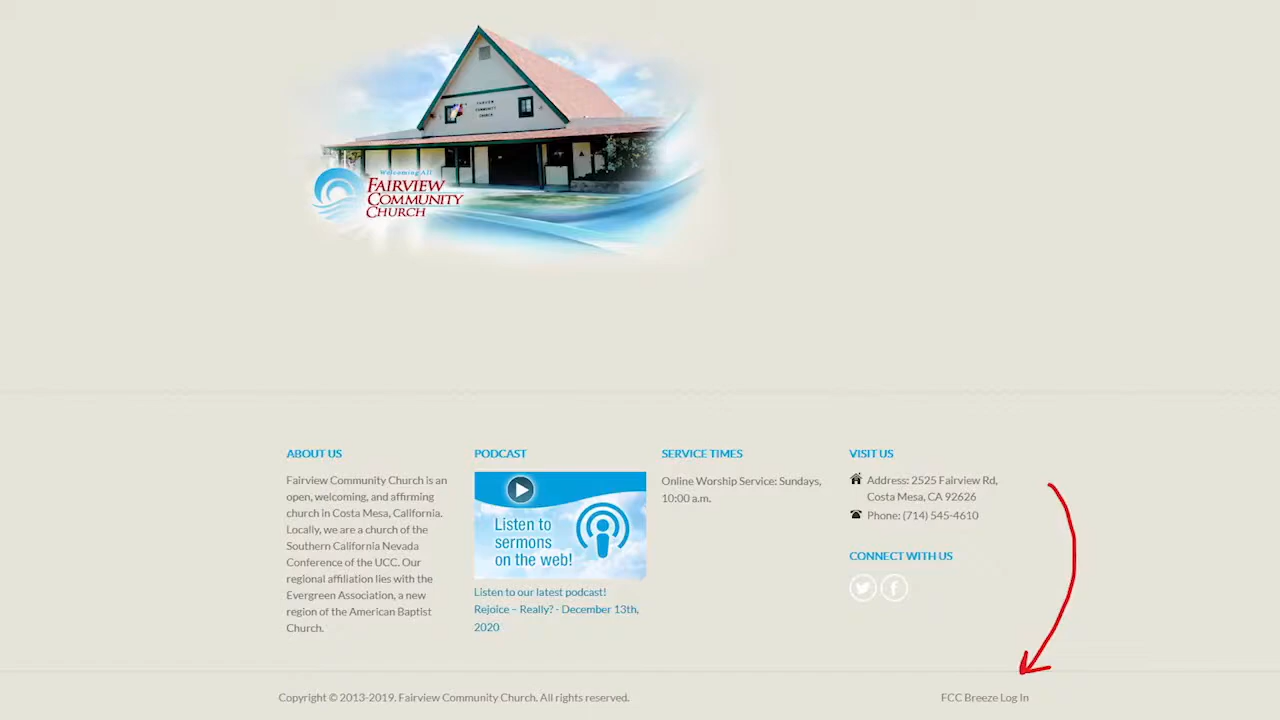 FAIRVIEW
COMMUNITY
CHURCH
Welcoming All
FAIRVIEW
COMMUNITY
CHURCH
ABOUT US
Fairview Community Church is an
open, welcoming, and affirming
church in Costa Mesa, California.
Locally, we are a church of the
Southern California Nevada
Conference of the UCC. Our
regional affiliation lies with the
Evergreen Association, a new
region of the American Baptist
Church.
PODCAST
Listen to
sermons
on the web!
Listen to our latest podcast!
Rejoice – Really? - December 13th,
2020
SERVICE TIMES
Online Worship Service: Sundays,
10:00 a.m.
VISIT US
Address: 2525 Fairview Rd,
Costa Mesa, CA 92626
Phone: (714) 545-4610
CONNECT WITH US
Copyright © 2013-2019. Fairview Community Church. All rights reserved.
FCC Breeze Log In